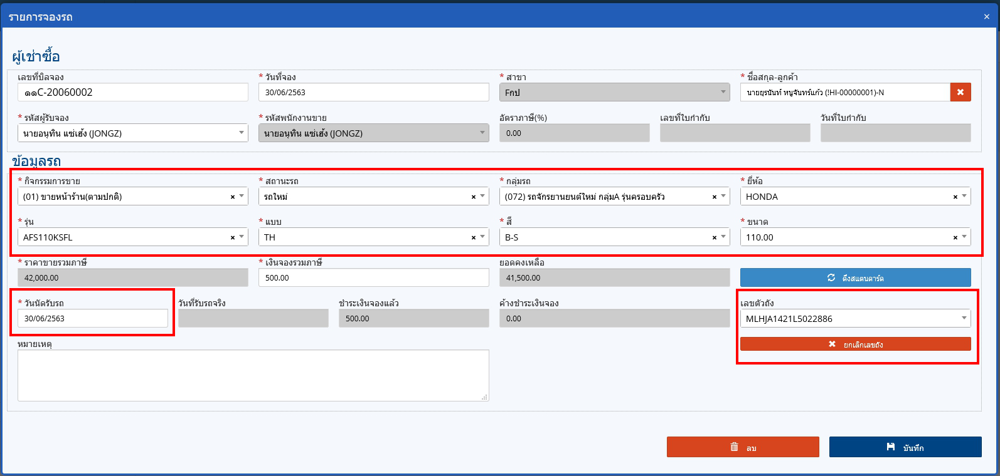 รายการจองรถ ×
ผู้เช่าซื้อ
เลขที่บิลจอง * วันที่จอง * สาขา * ชื่อสกุล-ลูกค้า
๑๑C-20060002 30/06/2563 Fกป นายยุรนันท์ หนูจันทร์แก้ว (!HI-00000001)-N ✖
* รหัสผู้รับจอง * รหัสพนักงานขาย อัตราภาษี(%) เลขที่ใบกำกับ วันที่ใบกำกับ
นายอนุทิน แซ่เฮ้ง (JONGZ) นายอนุทิน แซ่เฮ้ง (JONGZ) 0.00
ข้อมูลรถ
* กิจกรรมการขาย * สถานะรถ * กลุ่มรถ * ยี่ห้อ
(01) ขายหน้าร้าน(ตามปกติ) × รถใหม่ × (072) รถจักรยานยนต์ใหม่ กลุ่มA รุ่นครอบครัว × HONDA ×
* รุ่น * แบบ * สี * ขนาด
AFS110KSFL × TH × B-S × 110.00 ×
* ราคาขายรวมภาษี * เงินจองรวมภาษี ยอดคงเหลือ
42,000.00 500.00 41,500.00 ดึงสแตนดาร์ด
* วันนัดรับรถ วันที่รับรถจริง ชำระเงินจองแล้ว ค้างชำระเงินจอง เลขตัวถัง
30/06/2563 500.00 0.00 MLHJA1421L5022886
✖ ยกเลิกเลขถัง
หมายเหตุ
ลบ บันทึก